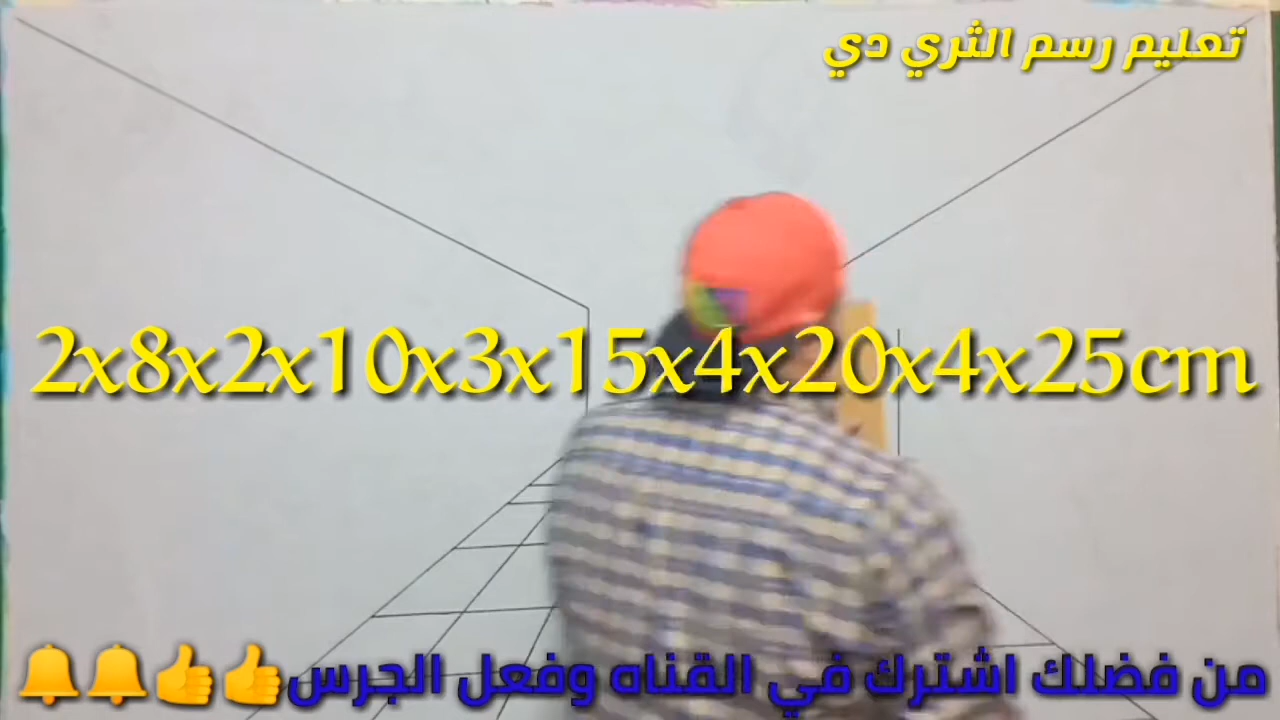 تعليم رسم الثري دي
2x8x2x10x3x15x4x20x4x25cm
من فضلك اشترك في القناه وفعل الجرس👍👍🔔🔔